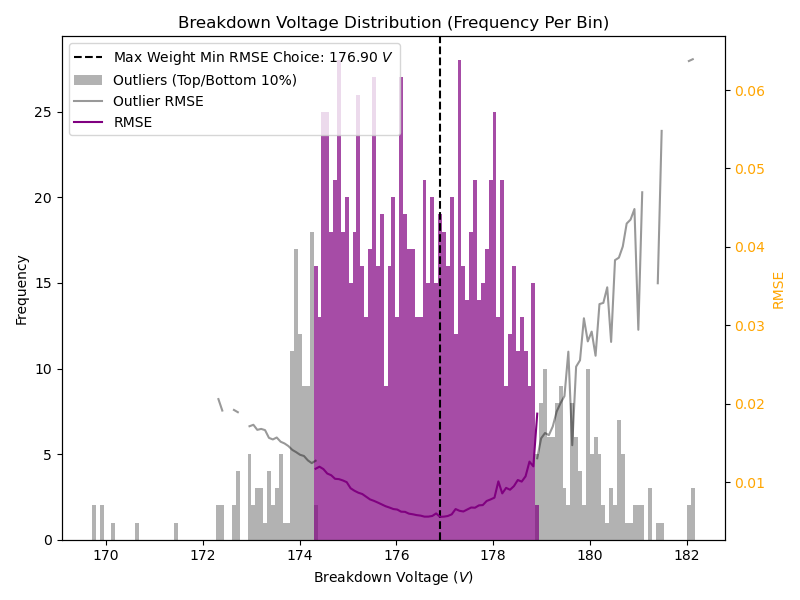 Breakdown Voltage Distribution (Frequency Per Bin)
Max Weight Min RMSE Choice: 176.90 V
Outliers (Top/Bottom 10%)
Outlier RMSE
RMSE
Frequency
25
20
15
10
5
0
0.06
0.05
0.04
0.03
0.02
0.01
RMSE
170
172
174
176
178
180
182
Breakdown Voltage (V)